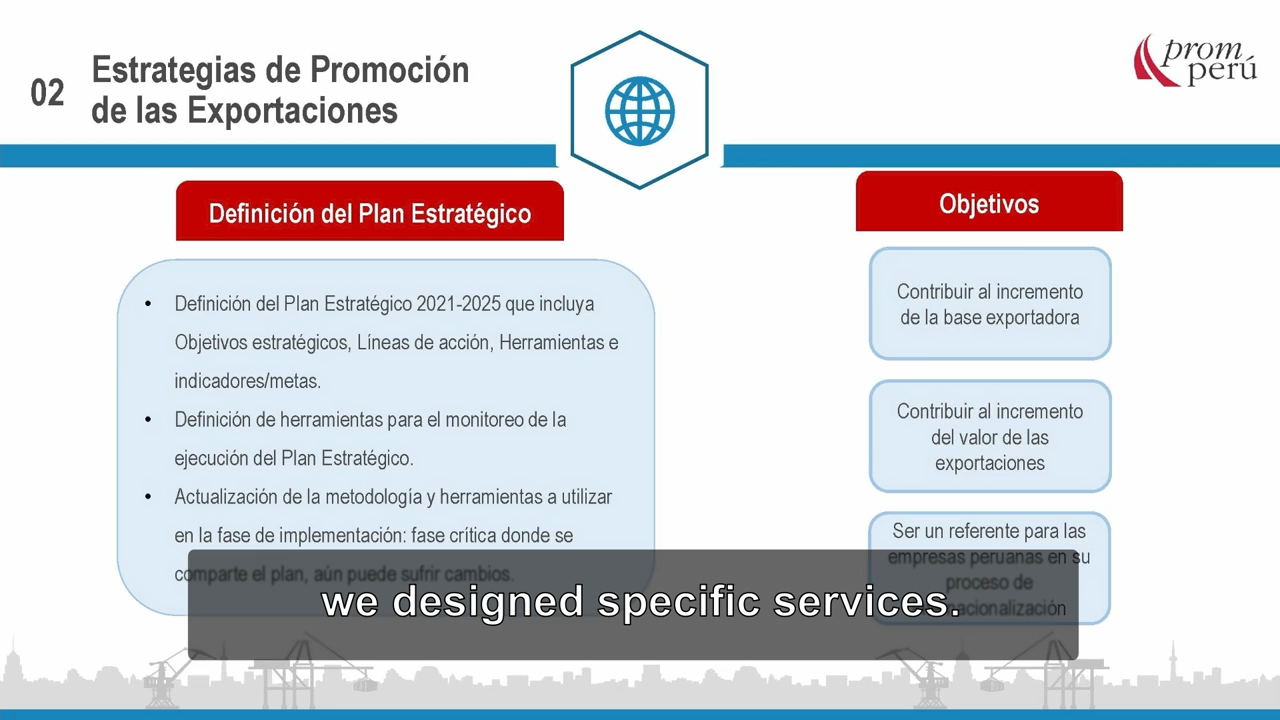 02
Estrategias de Promoción
de las Exportaciones
prom
perú
Definición del Plan Estratégico
• Definición del Plan Estratégico 2021-2025 que incluya
Objetivos estratégicos, Líneas de acción, Herramientas e
indicadores/metas.
• Definición de herramientas para el monitoreo de la
ejecución del Plan Estratégico.
• Actualización de la metodología y herramientas a utilizar
en la fase de implementación: fase crítica donde se
comparte el plan, aún puede sufrir cambios.
Objetivos
Contribuir al incremento
de la base exportadora
Contribuir al incremento
del valor de las
exportaciones
Ser un referente para las
empresas peruanas en su
proceso de
we designed specific services.